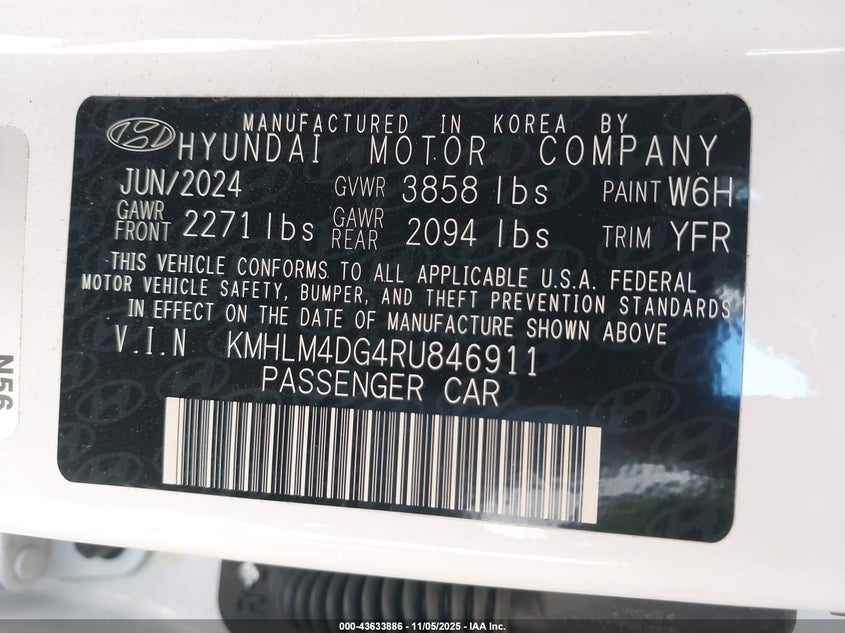 MANUFACTURED IN KOREA BY
HYUNDAI MOTOR COMPANY
JUN/2024 GVWR 3858 lbs PAINT W6H
GAWR FRONT 2271 lbs GAWR REAR 2094 lbs TRIM YFR
THIS VEHICLE CONFORMS TO ALL APPLICABLE U.S.A. FEDERAL
MOTOR VEHICLE SAFETY, BUMPER, AND THEFT PREVENTION STANDARDS
IN EFFECT ON THE DATE OF MANUFACTURE SHOWN ABOVE
V.I.N KMHLM4DG4RU846911
PASSENGER CAR
N56
000-43633886 - 11/05/2025 - IAA Inc.